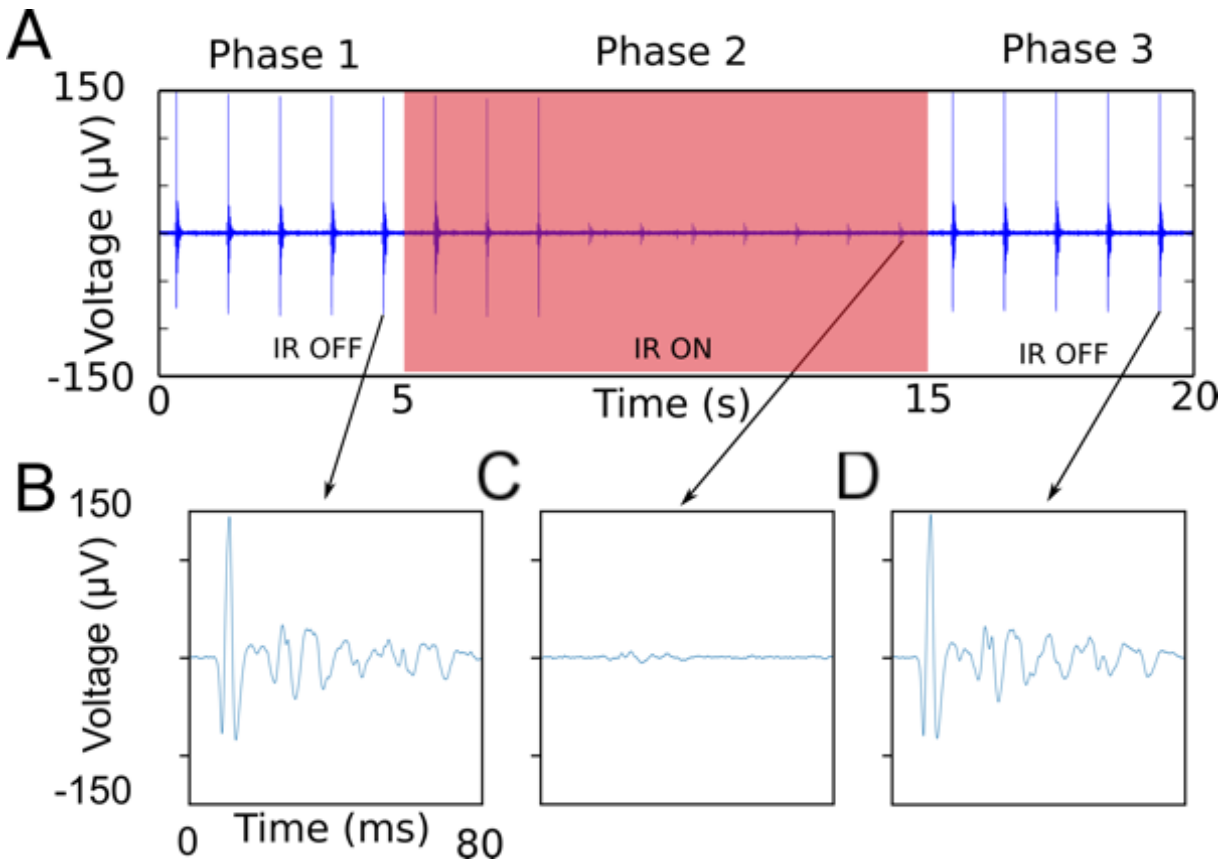 A
Phase 1 Phase 2 Phase 3
150
Voltage (µV)
-150
IR OFF IR ON IR OFF
0 5 15 20
Time (s)
B C D
150
Voltage (µV)
-150
0 80
Time (ms)